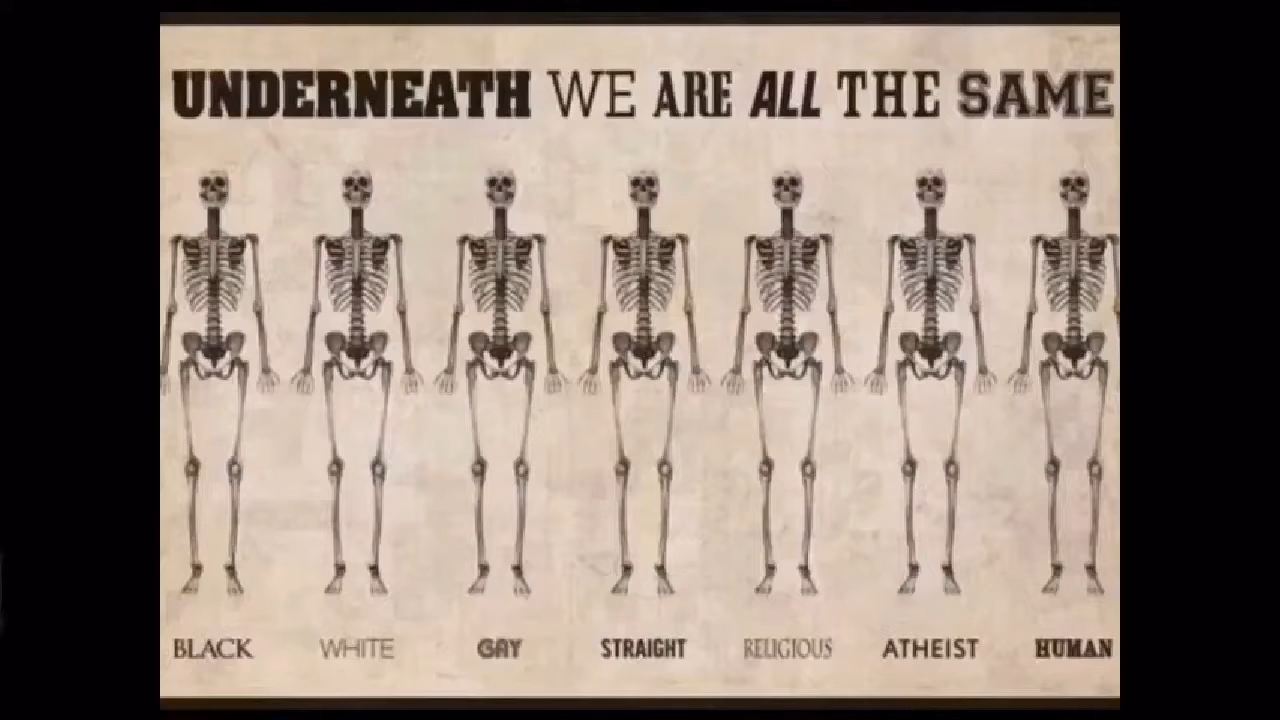 UNDERNEATH WE ARE ALL THE SAME
BLACK WHITE GAY STRAIGHT RELIGIOUS ATHEIST HUMAN